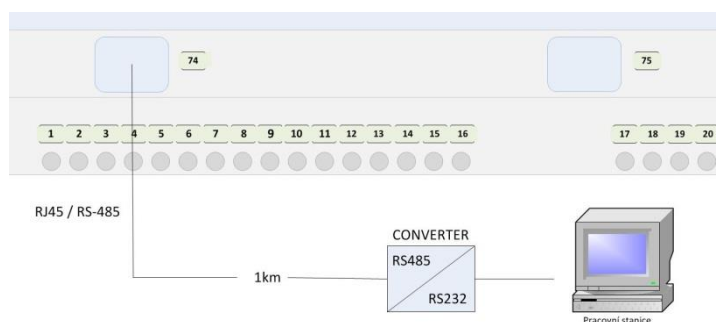 74
75
1 2 3 4 5 6 7 8 9 10 11 12 13 14 15 16 17 18 19 20
RJ45 / RS-485
CONVERTER
RS485
RS232
1km
Pracovní stanice